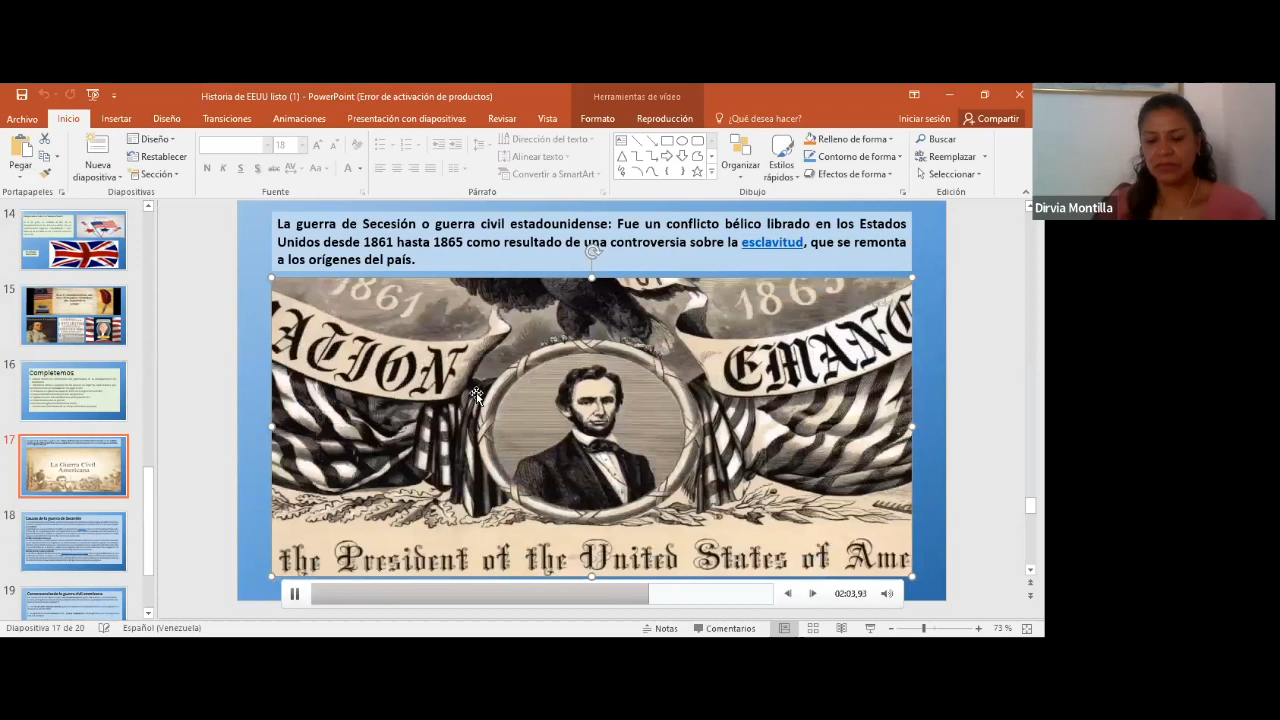 Historia de EEUU listo (1) - PowerPoint (Error de activación de productos)
Herramientas de vídeo
Archivo Inicio Insertar Diseño Transiciones Animaciones Presentación con diapositivas Revisar Vista Formato Reproducción ¿Qué desea hacer? Iniciar sesión Compartir
Pegar
Nueva diapositiva
Diseño
Restablecer
Sección
18
N K S S abc AV Aa A
Dirección del texto
Alinear texto
Convertir a SmartArt
Organizar
Estilos rápidos
Relleno de forma
Contorno de forma
Efectos de forma
Buscar
Reemplazar
Seleccionar
Portapapeles Diapositivas Fuente Párrafo Dibujo Edición
Dirvia Montilla
14
15
16
Completemos
17
La Guerra Civil
Americana
18
Causas de la guerra de Secesión
19
Consecuencias de la guerra civil americana
La guerra de Secesión o guerra civil estadounidense: Fue un conflicto bélico librado en los Estados
Unidos desde 1861 hasta 1865 como resultado de una controversia sobre la esclavitud, que se remonta
a los orígenes del país.
1861 1865
ATION EMANC
the President of the United States of Ame
02:03,93
Diapositiva 17 de 20 Español (Venezuela) Notas Comentarios 73 %